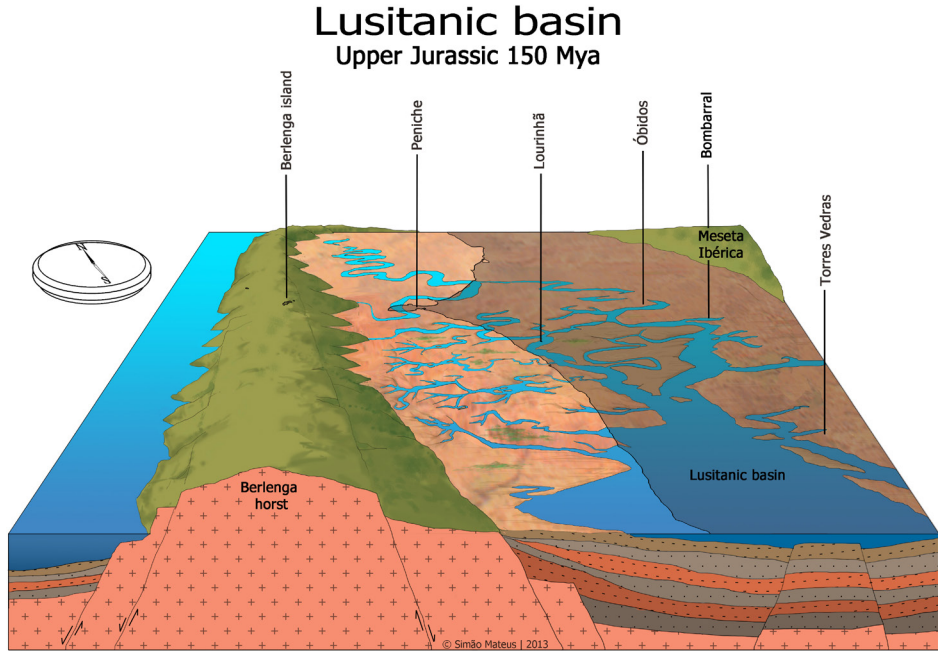 Lusitanic basin
Upper Jurassic 150 Mya
Berlenga island
Peniche
Lourinhã
Óbidos
Bombarral
Torres Vedras
Meseta
Ibérica
N
S
Lusitanic basin
Berlenga
horst
© Simão Mateus | 2013